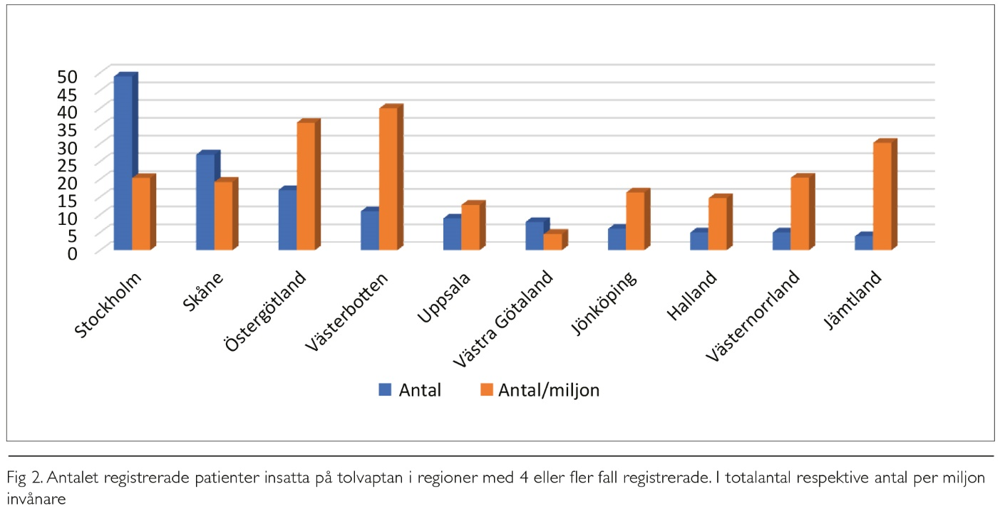 50
45
40
35
30
25
20
15
10
5
0
Stockholm
Skåne
Östergötland
Västerbotten
Uppsala
Västra Götaland
Jönköping
Halland
Västernorrland
Jämtland
Antal
Antal/miljon
Fig 2. Antalet registrerade patienter insatta på tolvaptan i regioner med 4 eller fler fall registrerade. I totalantal respektive antal per miljon
invånare